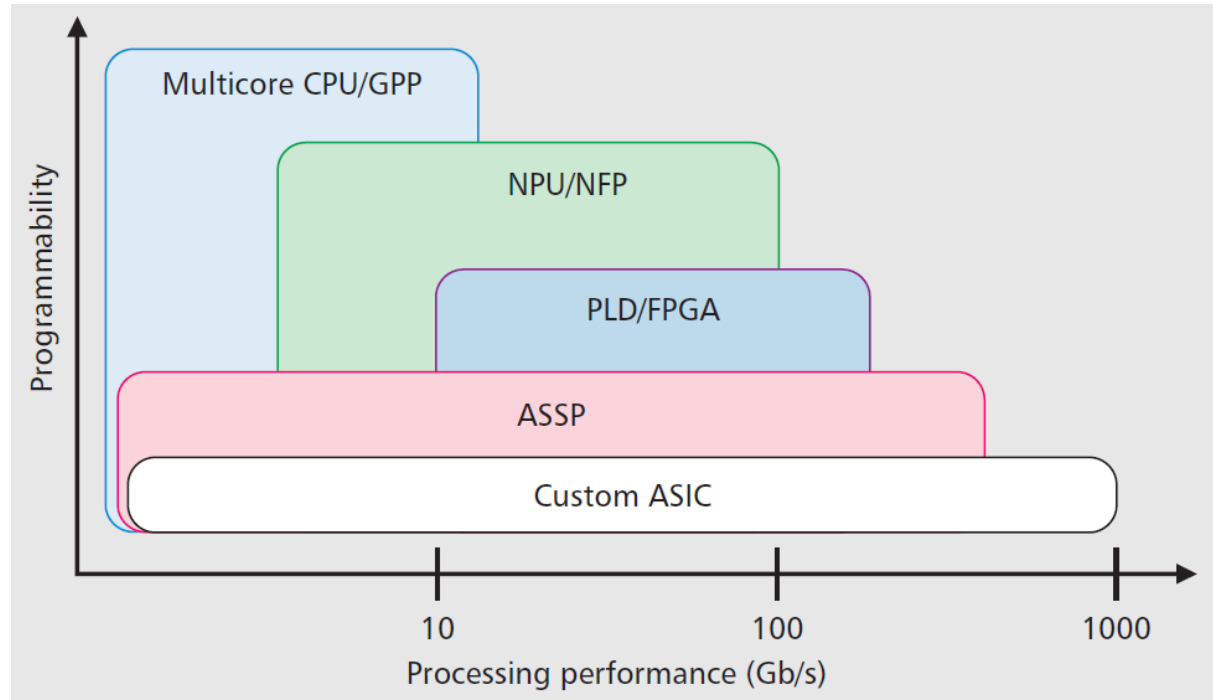 Multicore CPU/GPP
NPU/NFP
PLD/FPGA
ASSP
Custom ASIC
Programmability
10
100
1000
Processing performance (Gb/s)